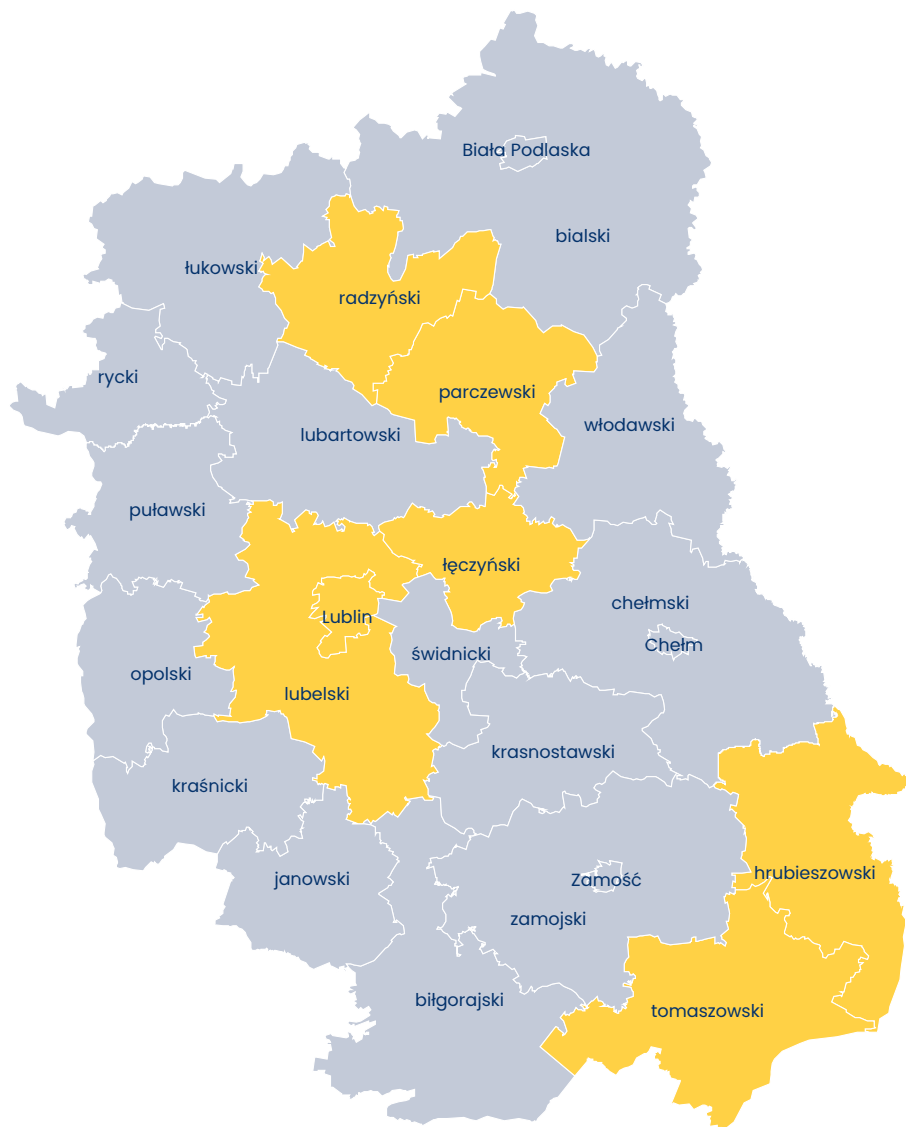 Biała Podlaska
bialski
łukowski
radzyński
rycki
parczewski
włodawski
lubartowski
puławski
łęczyński
chełmski
Lublin
Chełm
świdnicki
opolski
lubelski
krasnostawski
kraśnicki
hrubieszowski
janowski
Zamość
zamojski
biłgorajski
tomaszowski